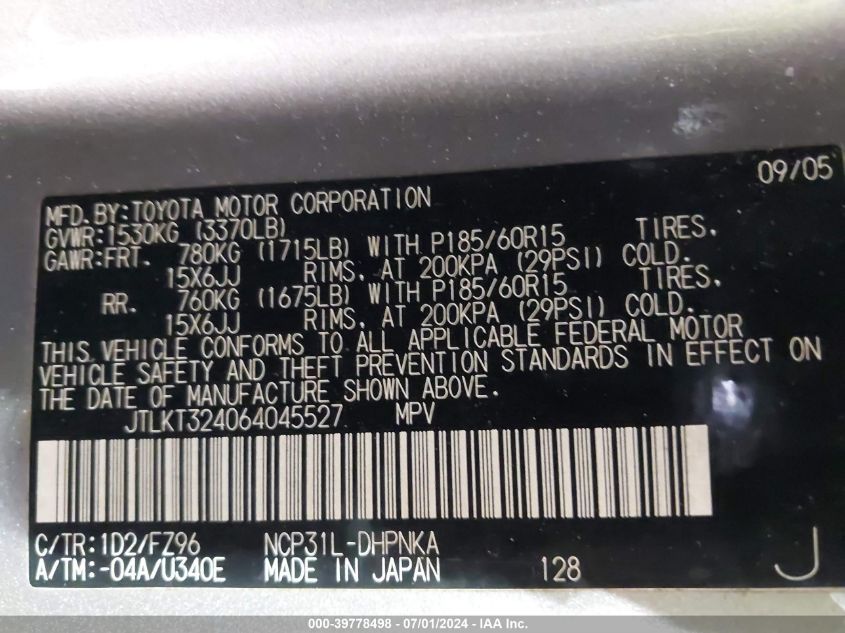 09/05
MFD. BY: TOYOTA MOTOR CORPORATION
GVWR: 1530KG (3370LB)
GAWR: FRT. 780KG (1715LB) WITH P185/60R15 TIRES.
15X6JJ RIMS. AT 200KPA (29PSI) COLD.
RR. 760KG (1675LB) WITH P185/60R15 TIRES.
15X6JJ RIMS. AT 200KPA (29PSI) COLD.
THIS VEHICLE CONFORMS TO ALL APPLICABLE FEDERAL MOTOR
VEHICLE SAFETY AND THEFT PREVENTION STANDARDS IN EFFECT ON
THE DATE OF MANUFACTURE SHOWN ABOVE.
JTLKT324064045527 MPV
C/TR: 1D2/FZ96 NCP31L-DHPNKA
A/TM: -04A/U340E MADE IN JAPAN 128 J
000-39778498 - 07/01/2024 - IAA Inc.